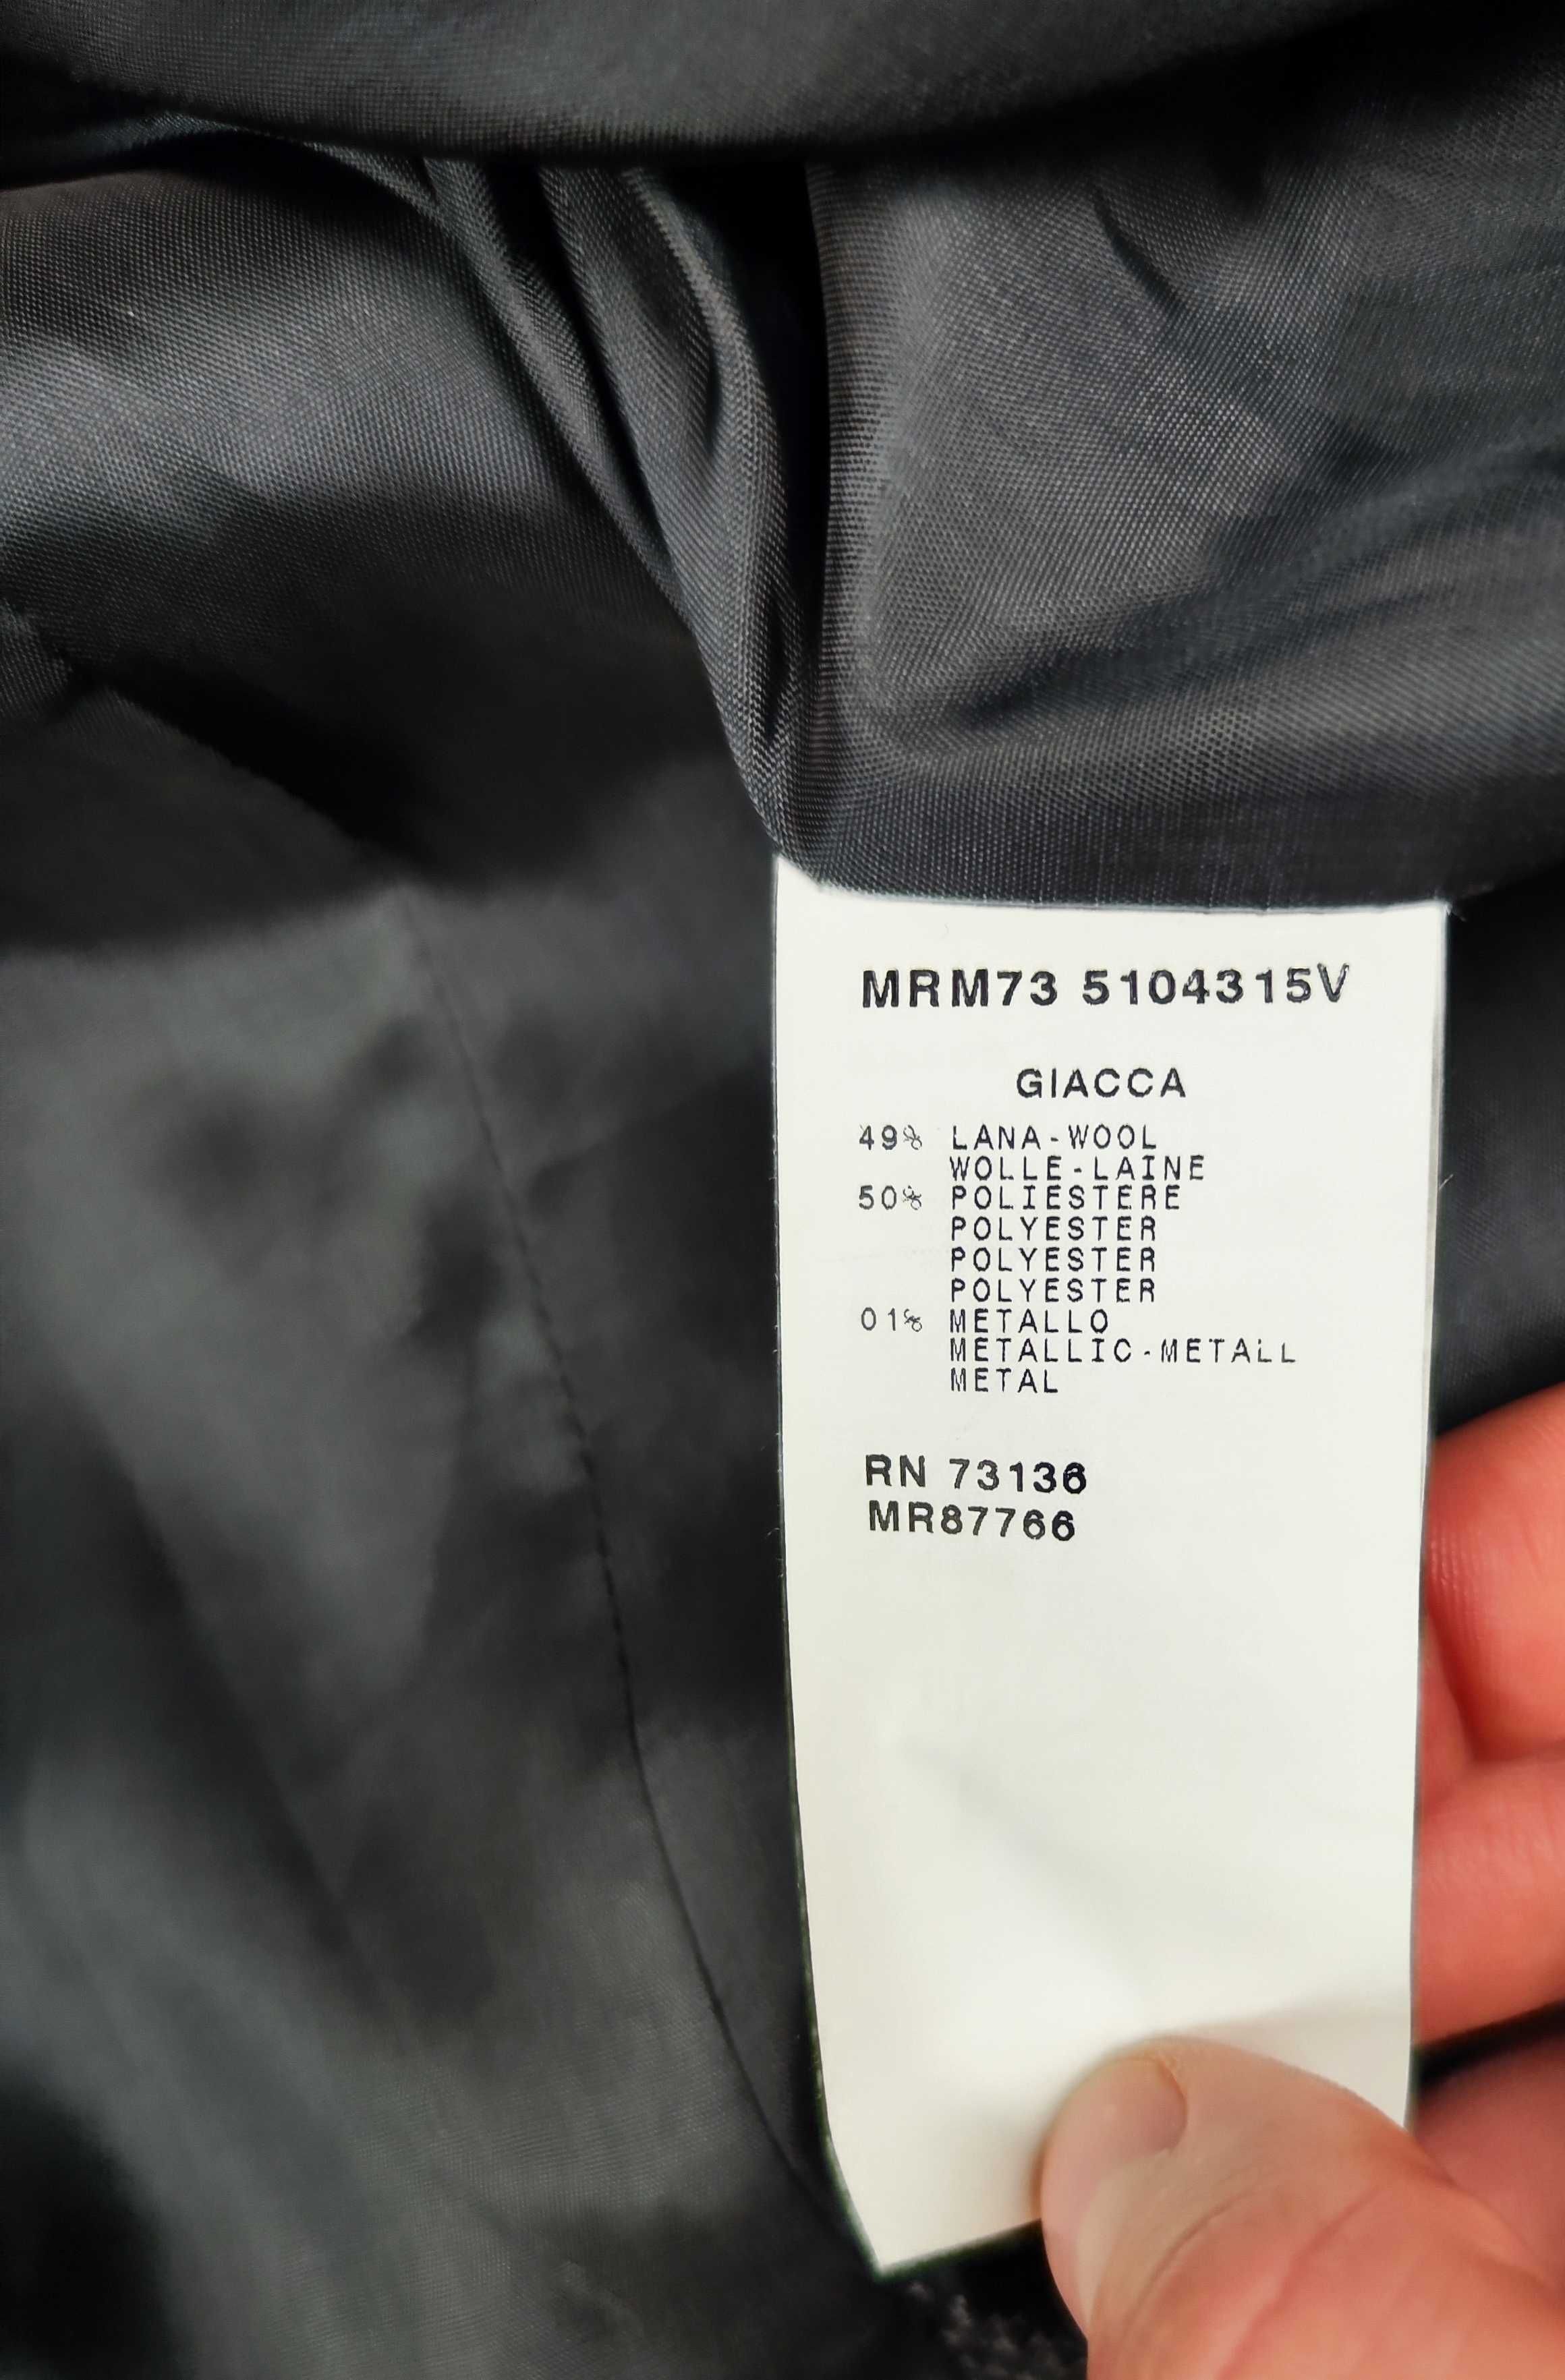 MRM73 5104315V
GIACCA
49% LANA-WOOL
WOLLE-LAINE
50% POLIESTERE
POLYESTER
POLYESTER
POLYESTER
01% METALLO
METALLIC-METALL
METAL
RN 73136
MR87766